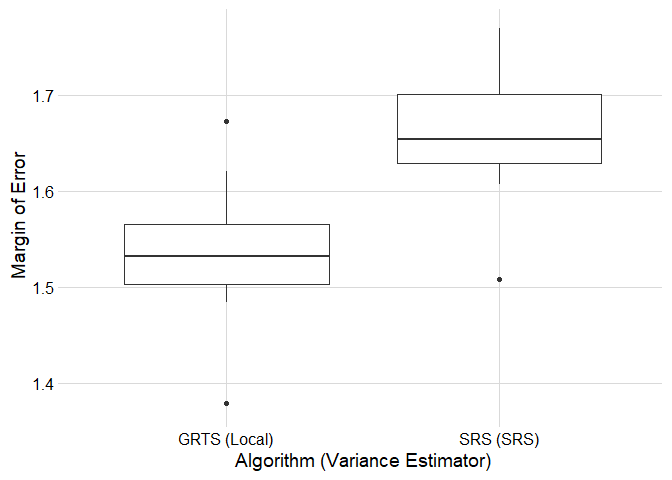 Margin of Error
1.7
1.6
1.5
1.4
GRTS (Local) SRS (SRS)
Algorithm (Variance Estimator)